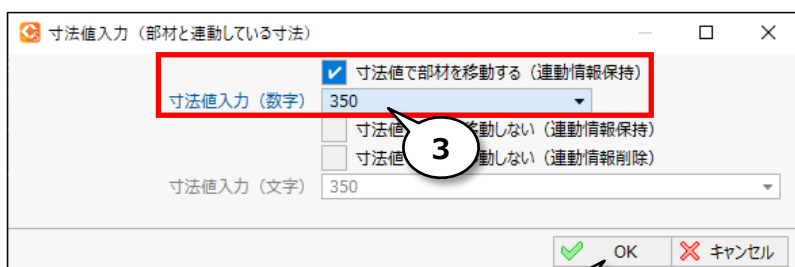 寸法値入力（部材と連動している寸法）
寸法値で部材を移動する（連動情報保持）
寸法値入力（数字） 350
寸法値 移動しない（連動情報保持）
3
寸法値 動しない（連動情報削除）
寸法値入力（文字） 350
OK キャンセル